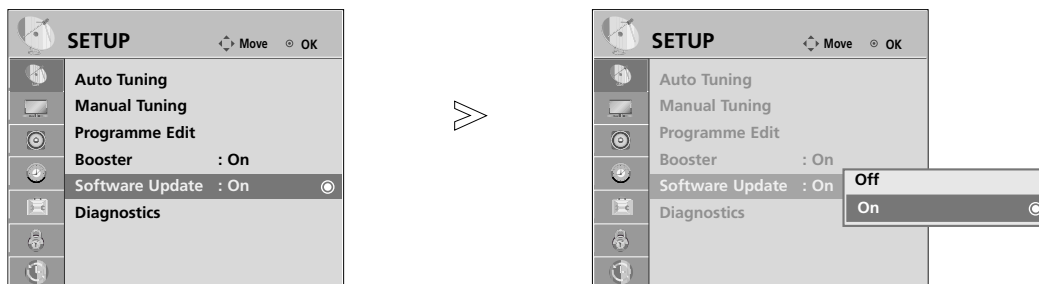 SETUP Move OK
Auto Tuning
Manual Tuning
Programme Edit
Booster : On
Software Update : On
Diagnostics
SETUP Move OK
Auto Tuning
Manual Tuning
Programme Edit
Booster : On
Software Update : On
Diagnostics
Off
On